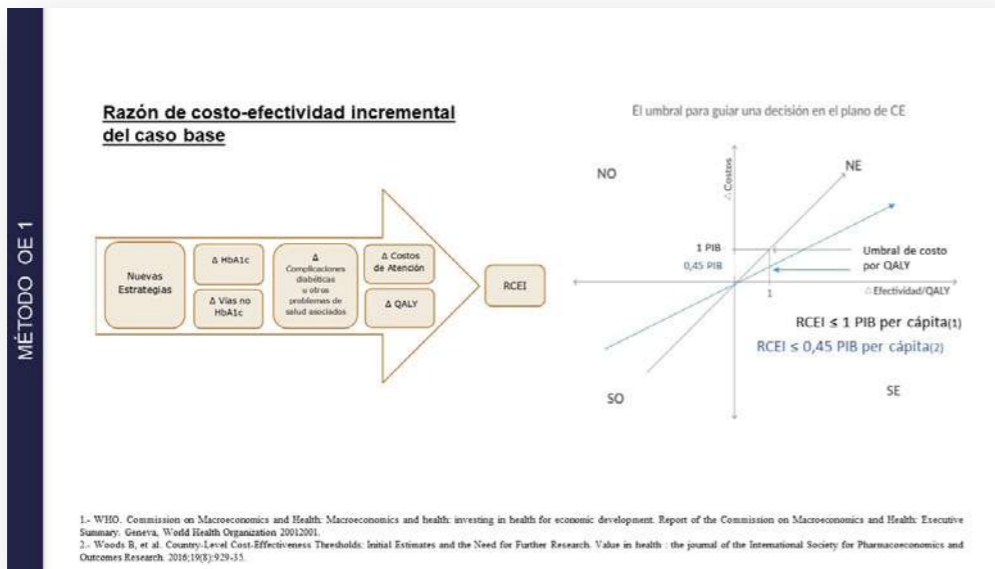 MÉTODO OE 1
Razón de costo-efectividad incremental
del caso base
Nuevas
Estrategias
Δ HbA1c
Δ Vías no
HbA1c
Δ
Complicaciones
diabéticas
u otros
problemas de
salud asociados
Δ Costos
de Atención
Δ QALY
RCEI
El umbral para guiar una decisión en el plano de CE
NO
△ Costos
NE
1 PIB
0,45 PIB
Umbral de costo
por QALY
1
△ Efectividad/QALY
RCEI ≤ 1 PIB per cápita(1)
RCEI ≤ 0,45 PIB per cápita(2)
SO
SE
1.- WHO. Commission on Macroeconomics and Health: Macroeconomics and health: investing in health for economic development. Report of the Commission on Macroeconomics and Health: Executive
Summary. Geneva, World Health Organization 20012001.
2.- Woods B, et al. Country-Level Cost-Effectiveness Thresholds: Initial Estimates and the Need for Further Research. Value in health : the journal of the International Society for Pharmacoeconomics and
Outcomes Research. 2016;19(8):929-35.